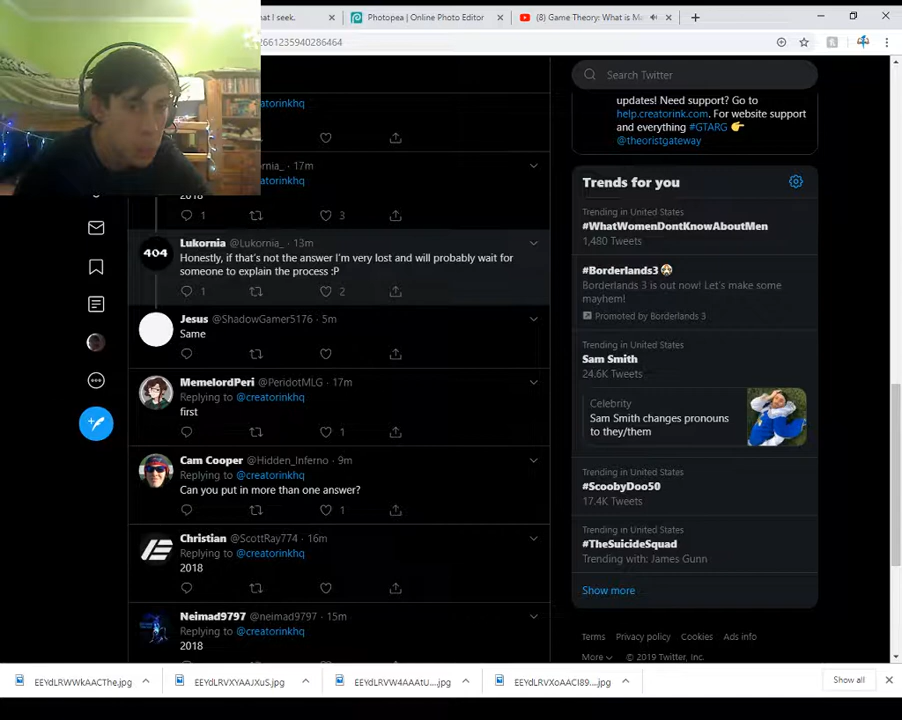 hat I seek.
Photopea | Online Photo Editor
(8) Game Theory: What is M
2661235940286464
creatorinkhq
rnia_ · 17m
creatorinkhq
2018
1 3
Lukornia @Lukornia_ · 13m
Honestly, if that's not the answer I'm very lost and will probably wait for
someone to explain the process :P
1 2
Jesus @ShadowGamer5176 · 5m
Same
MemelordPeri @PeridotMLG · 17m
Replying to @creatorinkhq
first
1
Cam Cooper @Hidden_Inferno · 9m
Replying to @creatorinkhq
Can you put in more than one answer?
1
Christian @ScottRay774 · 16m
Replying to @creatorinkhq
2018
Neimad9797 @neimad9797 · 15m
Replying to @creatorinkhq
2018
404
Search Twitter
updates! Need support? Go to
help.creatorink.com. For website support
and everything #GTARG 👉
@theoristgateway
Trends for you
Trending in United States
#WhatWomenDontKnowAboutMen
1,480 Tweets
#Borderlands3
Borderlands 3 is out now! Let's make some
mayhem!
Promoted by Borderlands 3
Trending in United States
Sam Smith
24.6K Tweets
Celebrity
Sam Smith changes pronouns
to they/them
Trending in United States
#ScoobyDoo50
17.4K Tweets
Trending in United States
#TheSuicideSquad
Trending with: James Gunn
Show more
Terms Privacy policy Cookies Ads info
More © 2019 Twitter, Inc.
EEYdLRWWkAACThe.jpg
EEYdLRVXYAAJXuS.jpg
EEYdLRVW4AAAtU....jpg
EEYdLRVXoAACI89....jpg
Show all